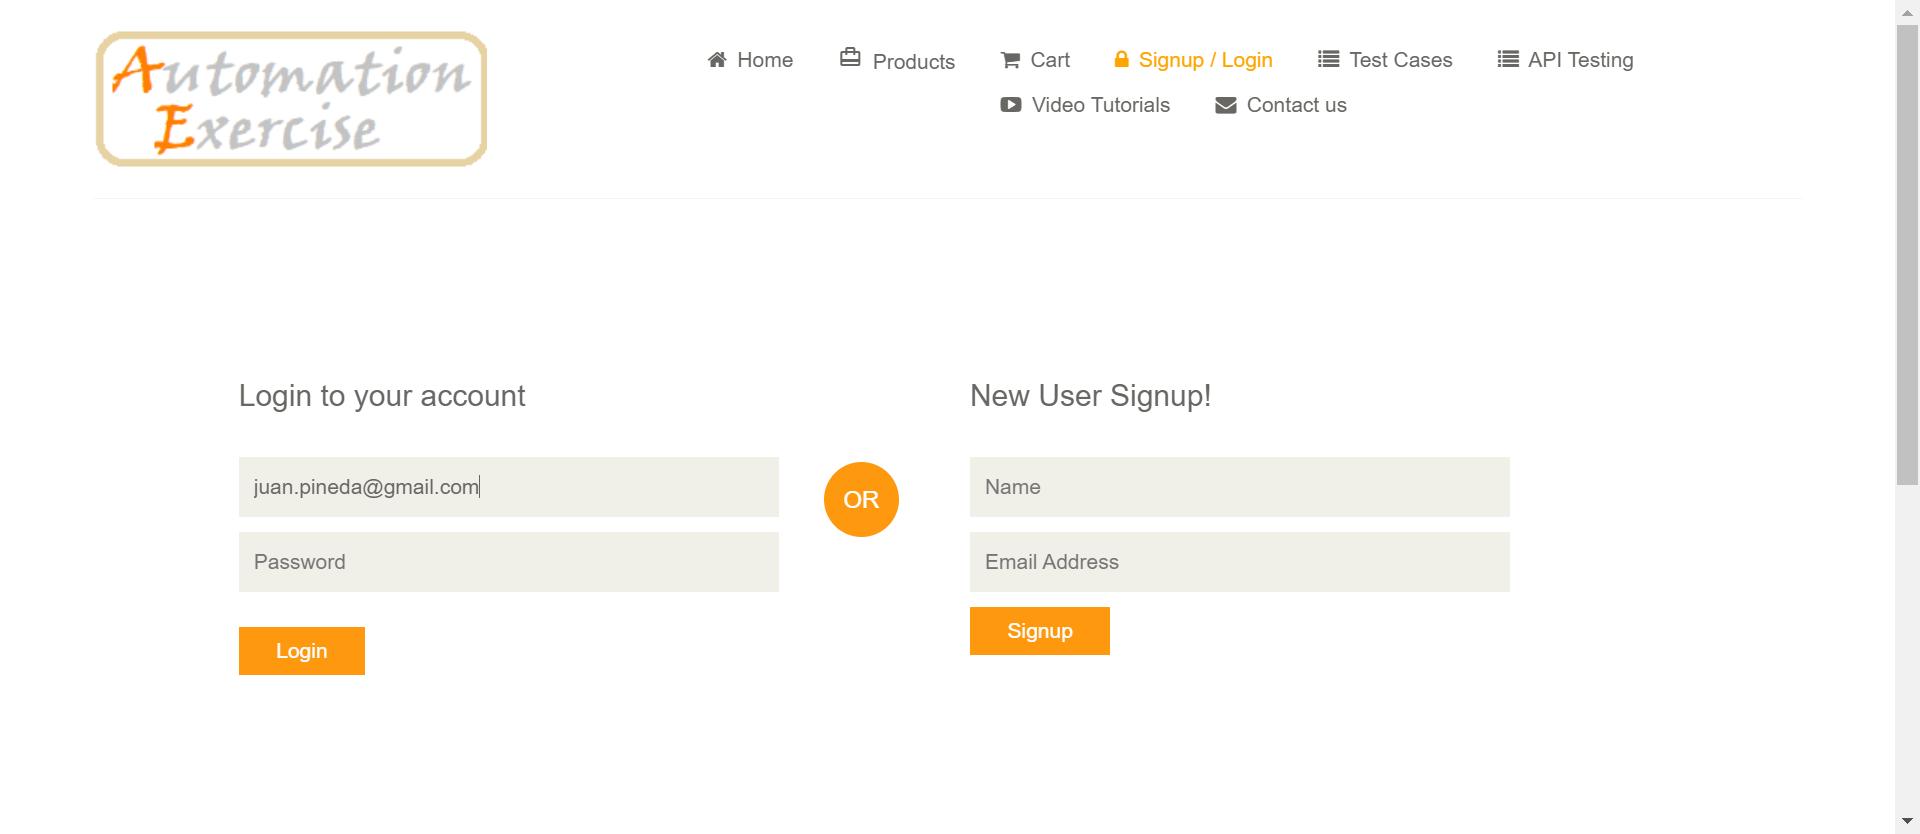 Automation
Exercise
Home
Products
Cart
Signup / Login
Test Cases
API Testing
Video Tutorials
Contact us
Login to your account
juan.pineda@gmail.com
Password
Login
OR
New User Signup!
Name
Email Address
Signup